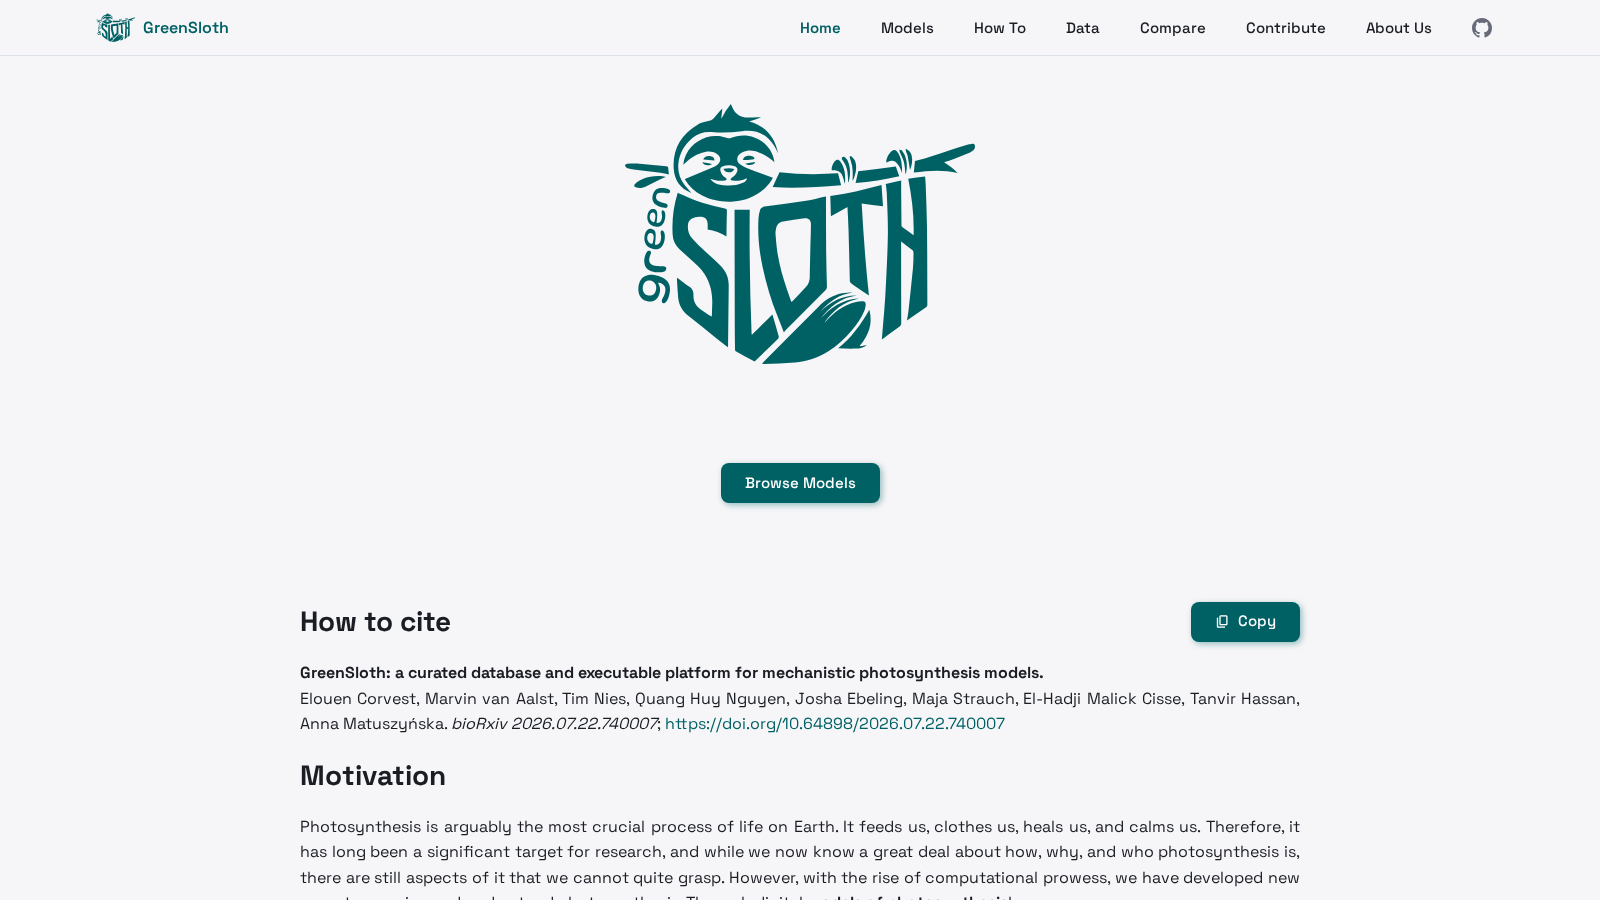 GreenSloth
Home
Models
How To
Data
Compare
Contribute
About Us
green
SLOTH
Browse Models
How to cite
Copy
GreenSloth: a curated database and executable platform for mechanistic photosynthesis models.
Elouen Corvest, Marvin van Aalst, Tim Nies, Quang Huy Nguyen, Josha Ebeling, Maja Strauch, El-Hadji Malick Cisse, Tanvir Hassan,
Anna Matuszyńska. bioRxiv 2026.07.22.740007; https://doi.org/10.64898/2026.07.22.740007
Motivation
Photosynthesis is arguably the most crucial process of life on Earth. It feeds us, clothes us, heals us, and calms us. Therefore, it
has long been a significant target for research, and while we now know a great deal about how, why, and who photosynthesis is,
there are still aspects of it that we cannot quite grasp. However, with the rise of computational prowess, we have developed new